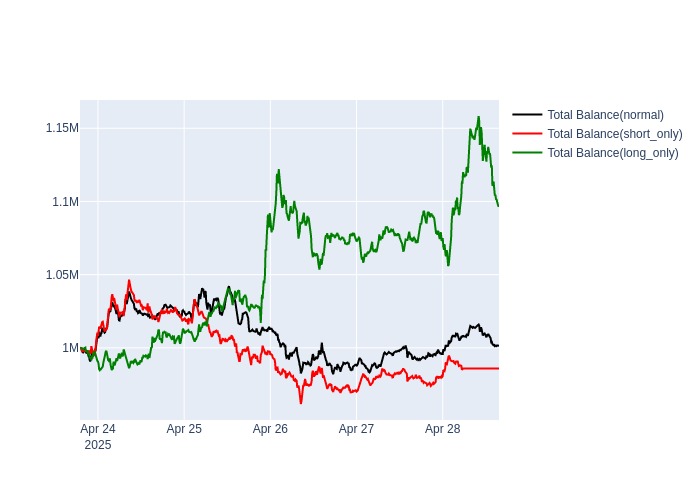 1.15M
1.1M
1.05M
1M
Apr 24
2025
Apr 25
Apr 26
Apr 27
Apr 28
Total Balance(normal)
Total Balance(short_only)
Total Balance(long_only)